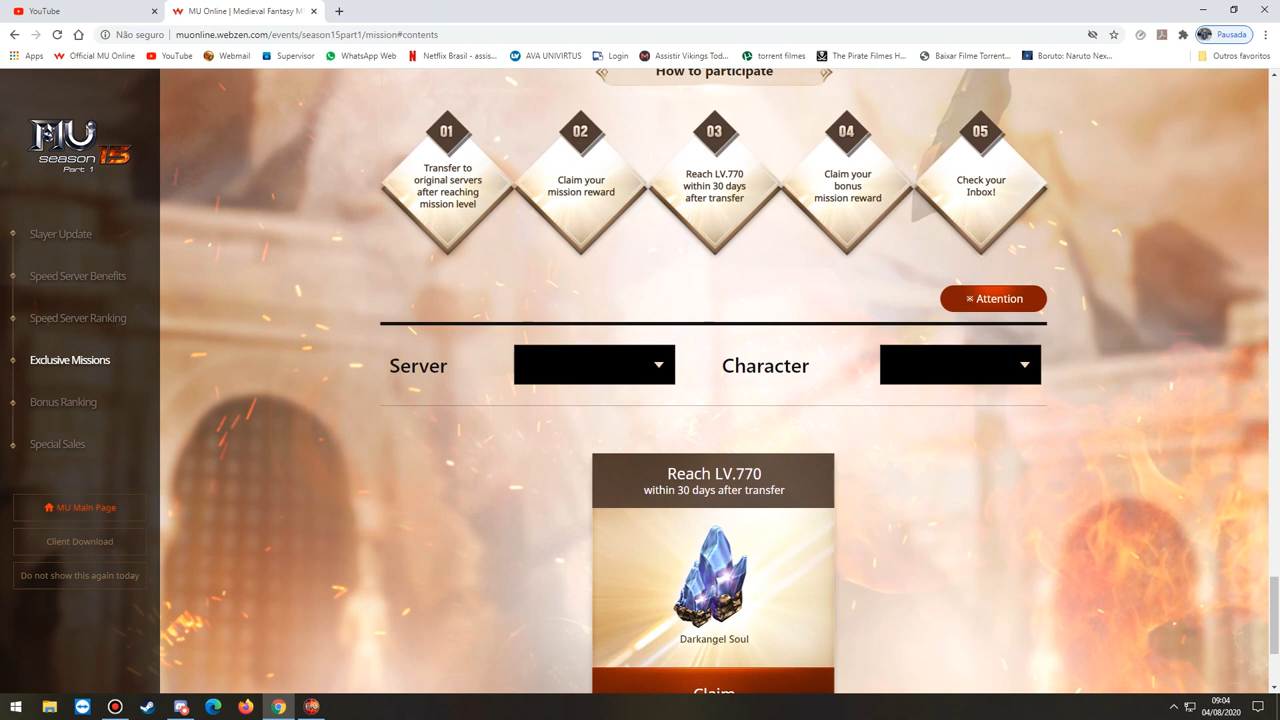 YouTube
MU Online | Medieval Fantasy M
Não seguro | muonline.webzen.com/events/season15part1/mission#contents
Pausada
Apps
Official MU Online
YouTube
Webmail
Supervisor
WhatsApp Web
Netflix Brasil - assis...
AVA UNIVIRTUS
Login
Assistir Vikings Tod...
torrent filmes
The Pirate Filmes H...
Baixar Filme Torrent...
Boruto: Naruto Nex...
Outros favoritos
MU
season 15
Part 1
Slayer Update
Speed Server Benefits
Speed Server Ranking
Exclusive Missions
Bonus Ranking
Special Sales
MU Main Page
Client Download
Do not show this again today
How to participate
01
Transfer to
original servers
after reaching
mission level
02
Claim your
mission reward
03
Reach LV.770
within 30 days
after transfer
04
Claim your
bonus
mission reward
05
Check your
Inbox!
※ Attention
Server
Character
Reach LV.770
within 30 days after transfer
Darkangel Soul
Claim
09:04
04/08/2020